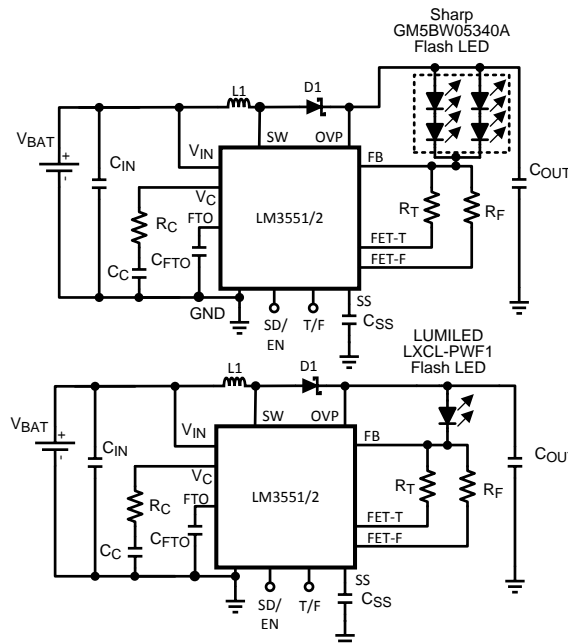 Sharp
GM5BW05340A
Flash LED
L1
D1
VBAT
+
-
CIN
VIN
SW
OVP
FB
VC
RC
FTO
LM3551/2
RT
RF
COUT
CC
CFTO
FET-T
FET-F
GND
SD/
EN
T/F
SS
CSS
LUMILED
LXCL-PWF1
Flash LED
L1
D1
VBAT
+
-
CIN
VIN
SW
OVP
FB
VC
RC
FTO
LM3551/2
RT
RF
COUT
CC
CFTO
FET-T
FET-F
SD/
EN
T/F
SS
CSS